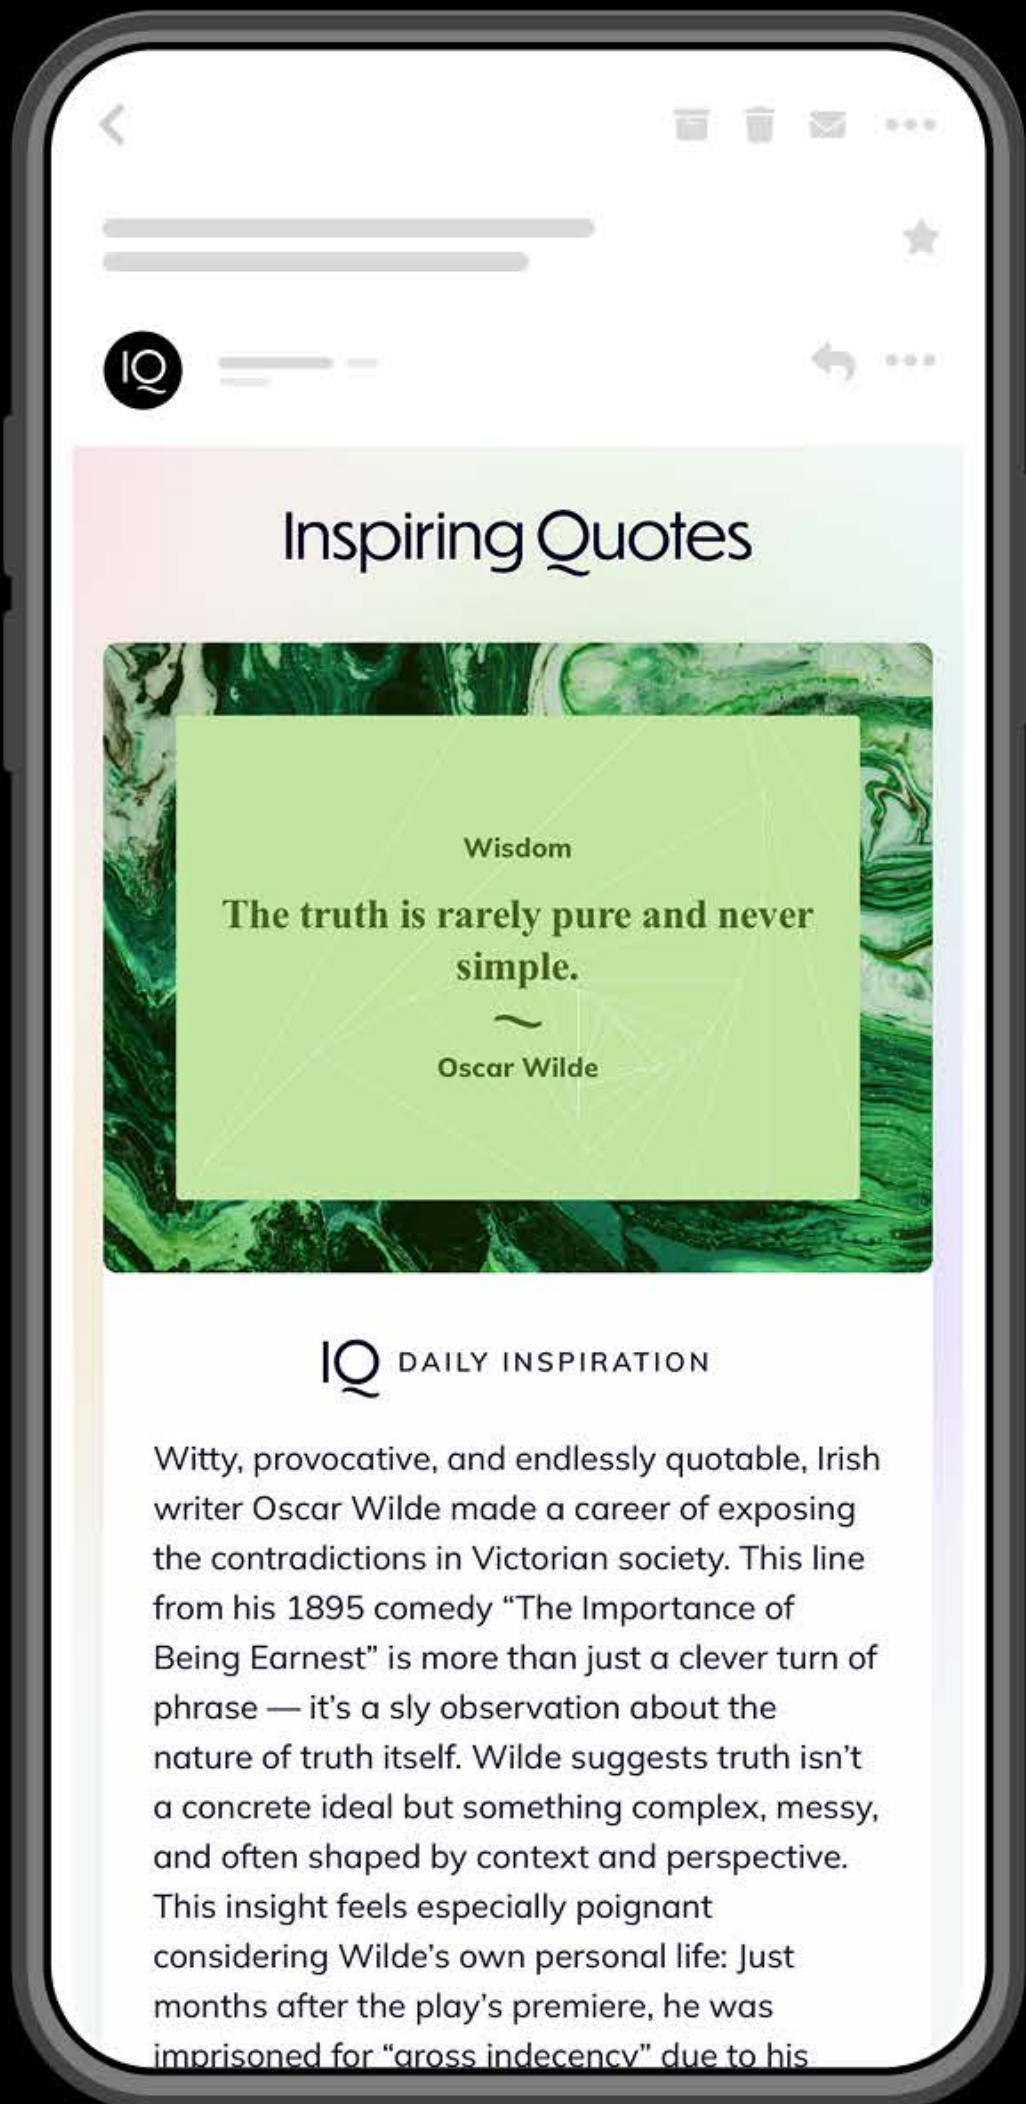 IQ
Inspiring Quotes
Wisdom
The truth is rarely pure and never
simple.
Oscar Wilde
IQ DAILY INSPIRATION
Witty, provocative, and endlessly quotable, Irish
writer Oscar Wilde made a career of exposing
the contradictions in Victorian society. This line
from his 1895 comedy “The Importance of
Being Earnest” is more than just a clever turn of
phrase — it’s a sly observation about the
nature of truth itself. Wilde suggests truth isn’t
a concrete ideal but something complex, messy,
and often shaped by context and perspective.
This insight feels especially poignant
considering Wilde’s own personal life: Just
months after the play’s premiere, he was
imprisoned for “gross indecency” due to his